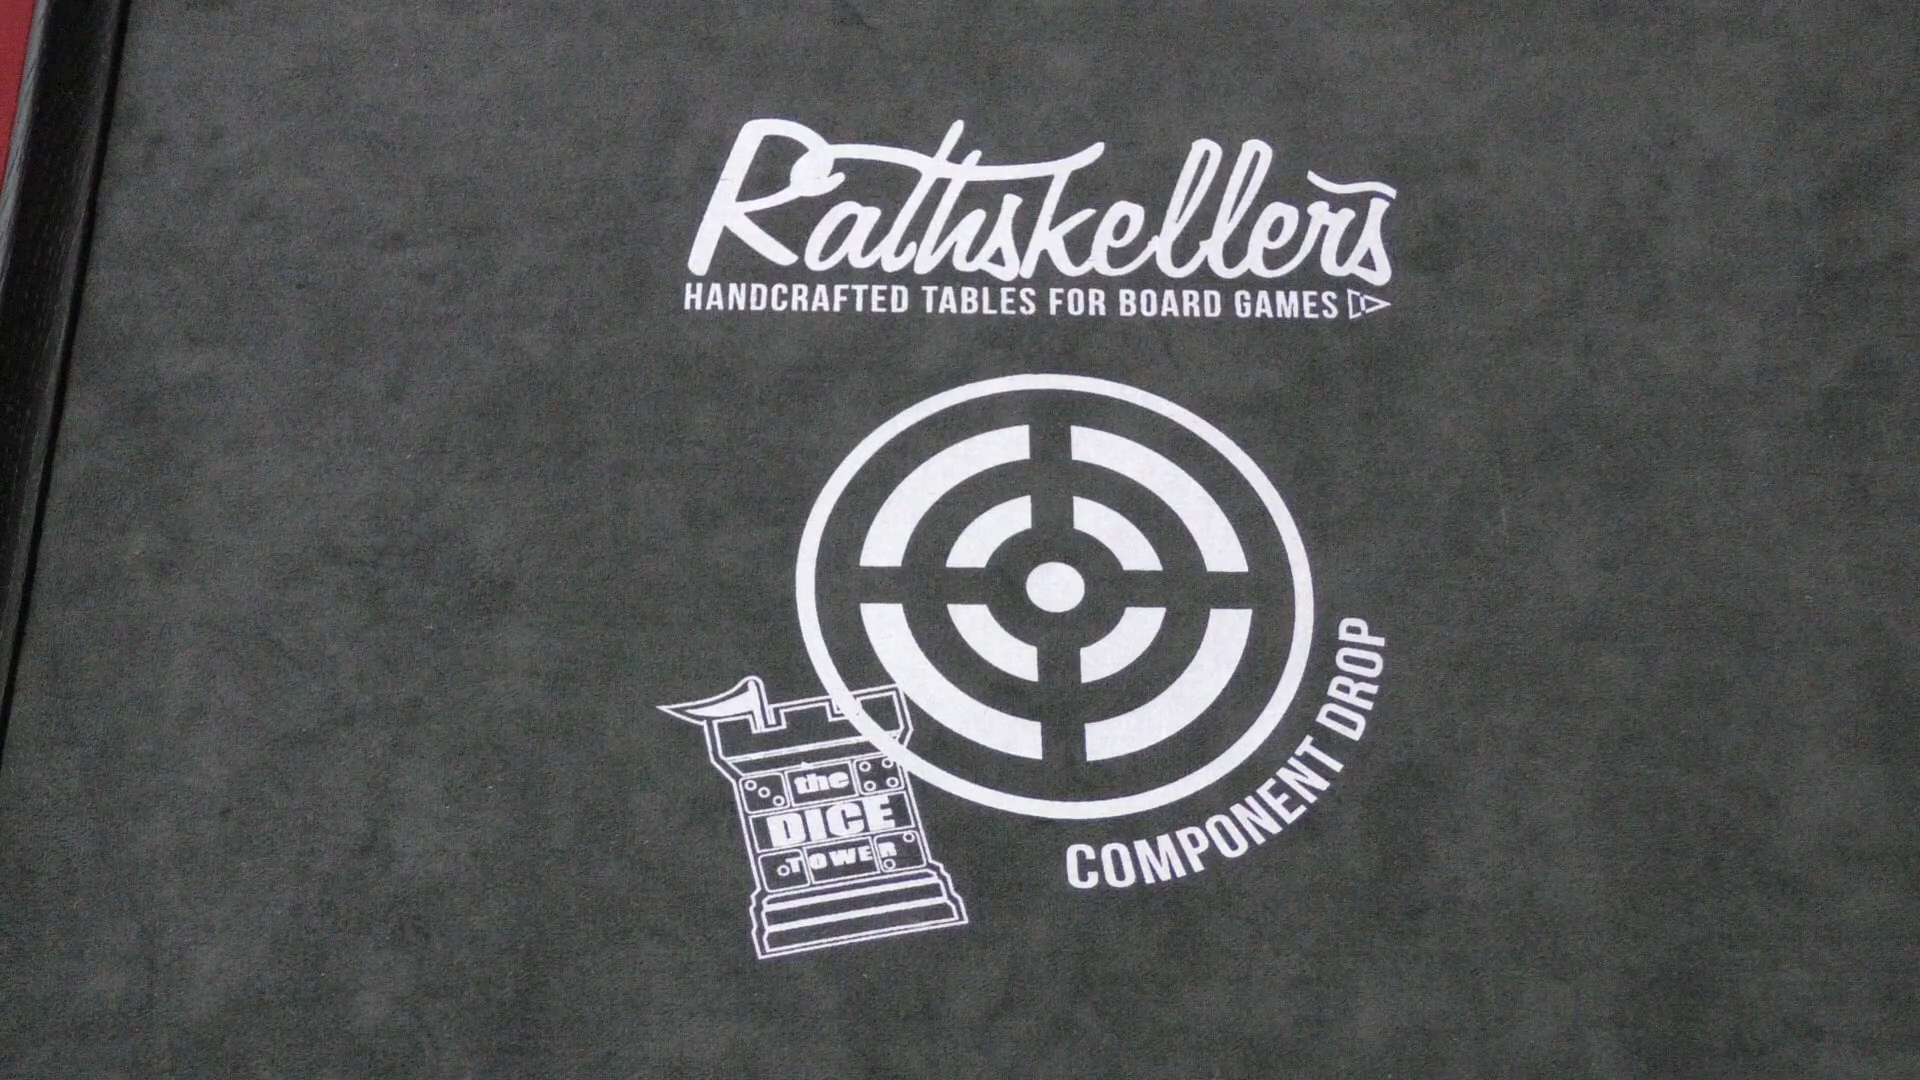 Rathskellers
HANDCRAFTED TABLES FOR BOARD GAMES
the
DICE
TOWER
COMPONENT DROP